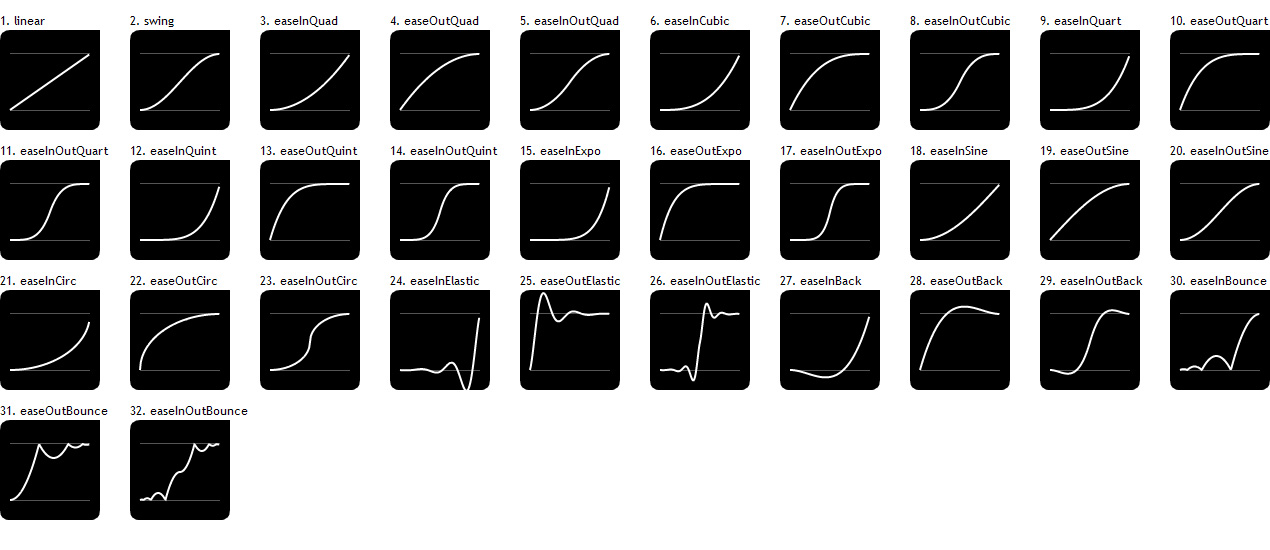 1. linear
2. swing
3. easeInQuad
4. easeOutQuad
5. easeInOutQuad
6. easeInCubic
7. easeOutCubic
8. easeInOutCubic
9. easeInQuart
10. easeOutQuart
11. easeInOutQuart
12. easeInQuint
13. easeOutQuint
14. easeInOutQuint
15. easeInExpo
16. easeOutExpo
17. easeInOutExpo
18. easeInSine
19. easeOutSine
20. easeInOutSine
21. easeInCirc
22. easeOutCirc
23. easeInOutCirc
24. easeInElastic
25. easeOutElastic
26. easeInOutElastic
27. easeInBack
28. easeOutBack
29. easeInOutBack
30. easeInBounce
31. easeOutBounce
32. easeInOutBounce